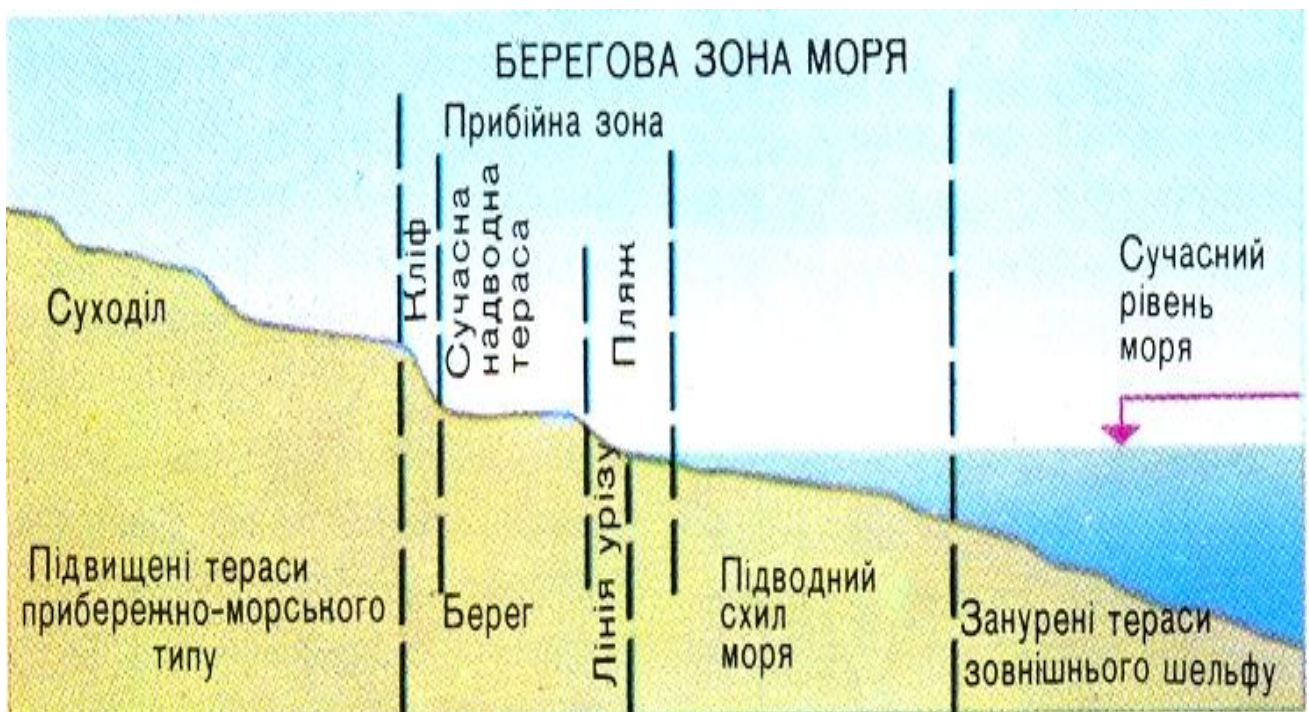 БЕРЕГОВА ЗОНА МОРЯ
Прибійна зона
Кліф
Сучасна
надводна
тераса
Пляж
Сучасний
рівень
моря
Суходіл
Підвищені тераси
прибережно-морського
типу
Берег
Лінія урізу
Підводний
схил
моря
Занурені тераси
зовнішнього шельфу